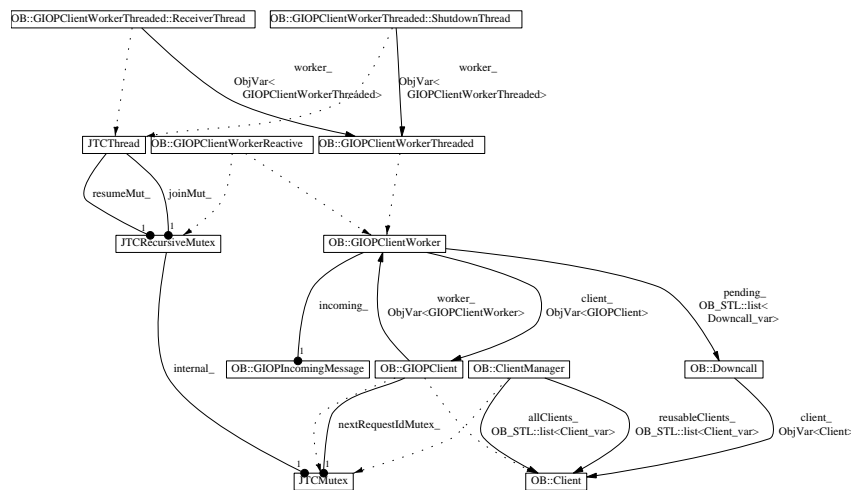 OB::GIOPClientWorkerThreaded::ReceiverThread
OB::GIOPClientWorkerThreaded::ShutdownThread
worker_
ObjVar<
GIOPClientWorkerThreaded>
worker_
ObjVar<
GIOPClientWorkerThreaded>
JTCThread
OB::GIOPClientWorkerReactive
OB::GIOPClientWorkerThreaded
resumeMut_
joinMut_
1
1
JTCRecursiveMutex
OB::GIOPClientWorker
incoming_
worker_
ObjVar<GIOPClientWorker>
client_
ObjVar<GIOPClient>
pending_
OB_STL::list<
Downcall_var>
1
internal_
OB::GIOPIncomingMessage
OB::GIOPClient
OB::ClientManager
OB::Downcall
nextRequestIdMutex_
allClients_
OB_STL::list<Client_var>
reusableClients_
OB_STL::list<Client_var>
client_
ObjVar<Client>
1
1
JTCMutex
OB::Client